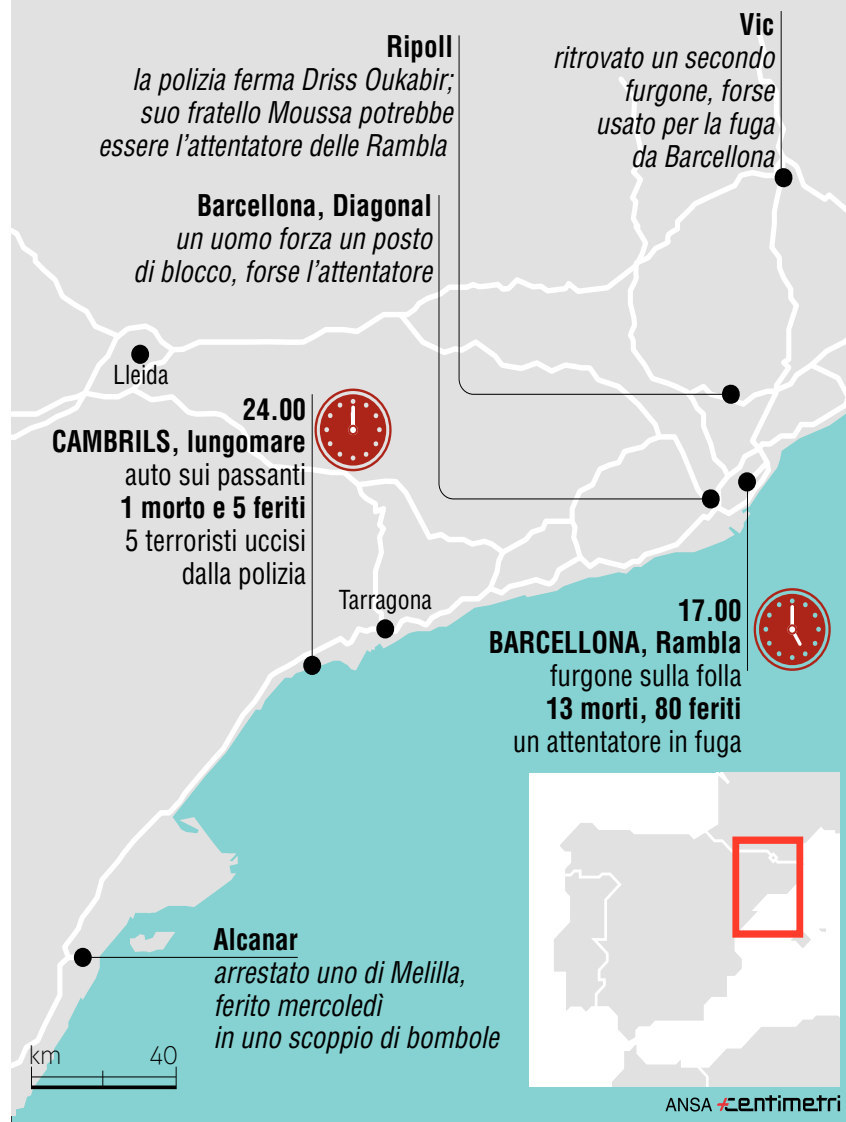 Vic
ritrovato un secondo
furgone, forse
usato per la fuga
da Barcellona
Ripoll
la polizia ferma Driss Oukabir;
suo fratello Moussa potrebbe
essere l’attentatore delle Rambla
Barcellona, Diagonal
un uomo forza un posto
di blocco, forse l’attentatore
Lleida
24.00
CAMBRILS, lungomare
auto sui passanti
1 morto e 5 feriti
5 terroristi uccisi
dalla polizia
Tarragona
17.00
BARCELLONA, Rambla
furgone sulla folla
13 morti, 80 feriti
un attentatore in fuga
Alcanar
arrestato uno di Melilla,
ferito mercoledì
in uno scoppio di bombole
km 40
ANSA centimetri